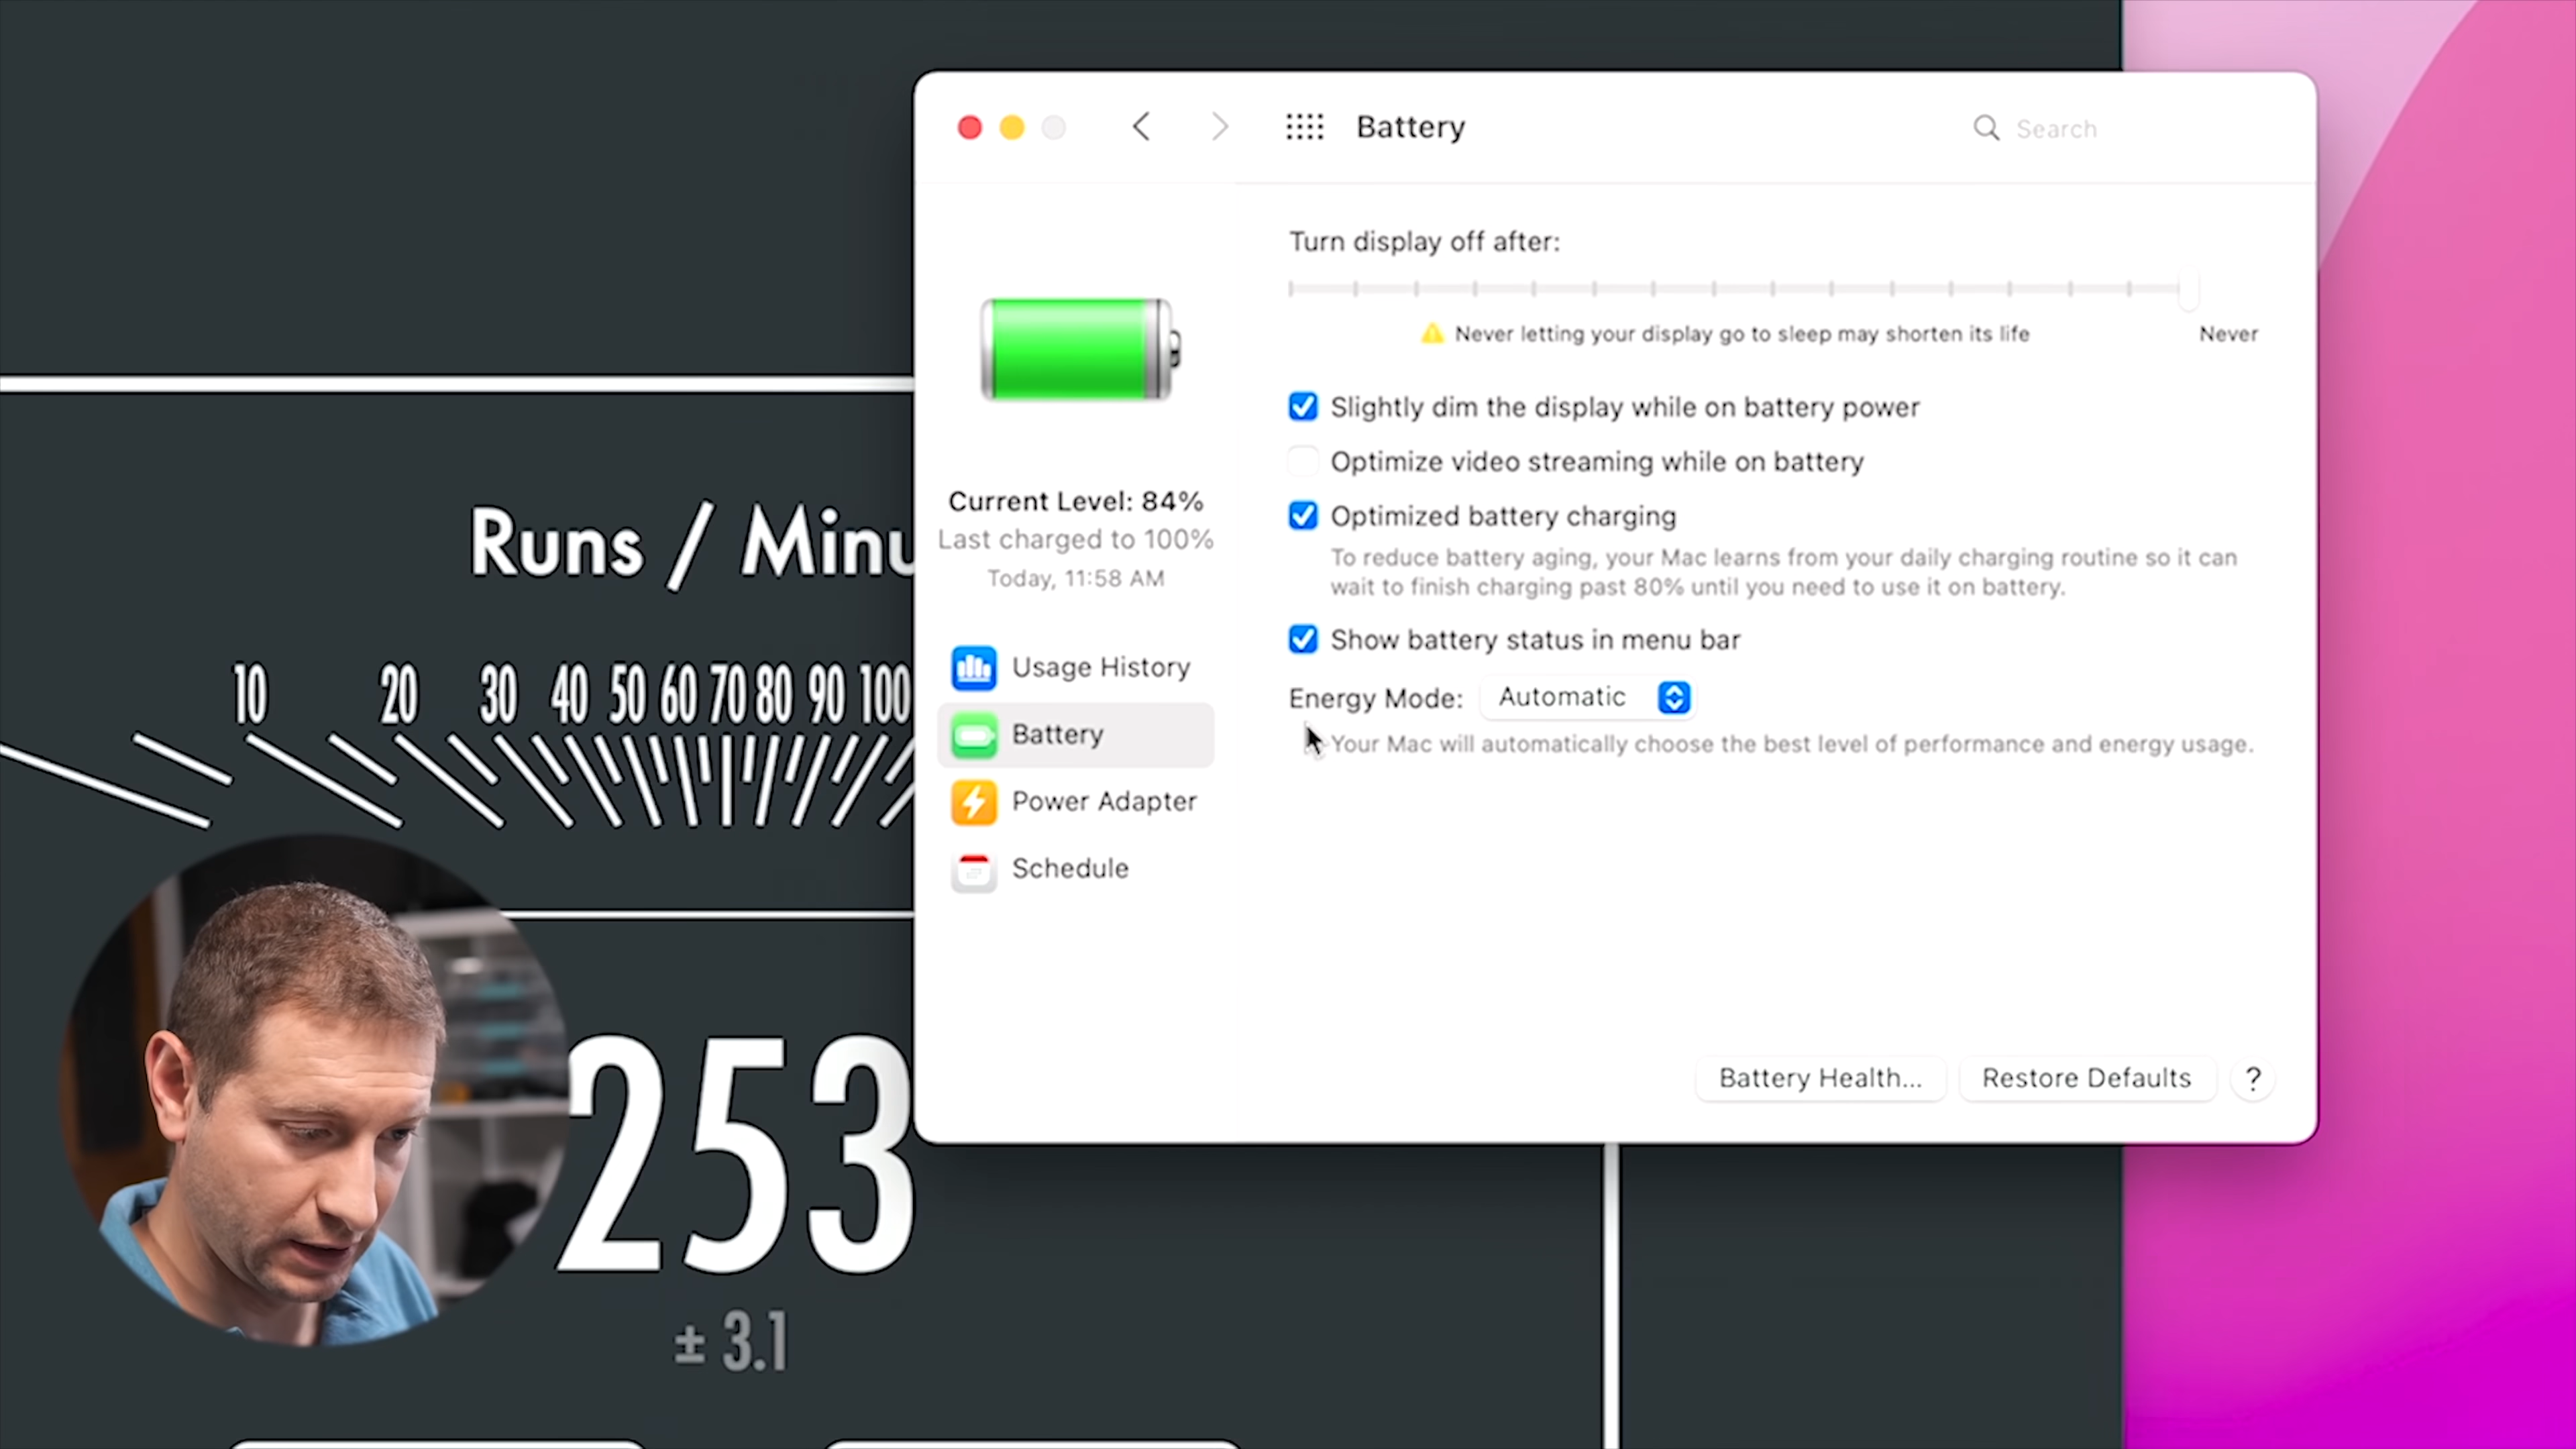 Battery
Search
Turn display off after:
Never letting your display go to sleep may shorten its life
Never
Slightly dim the display while on battery power
Optimize video streaming while on battery
Current Level: 84%
Last charged to 100%
Today, 11:58 AM
Optimized battery charging
To reduce battery aging, your Mac learns from your daily charging routine so it can
wait to finish charging past 80% until you need to use it on battery.
Show battery status in menu bar
Energy Mode: Automatic
Your Mac will automatically choose the best level of performance and energy usage.
Usage History
Battery
Power Adapter
Schedule
Battery Health...
Restore Defaults
?
Runs / Minu
10 20 30 40 50 60 70 80 90 100
253
± 3.1